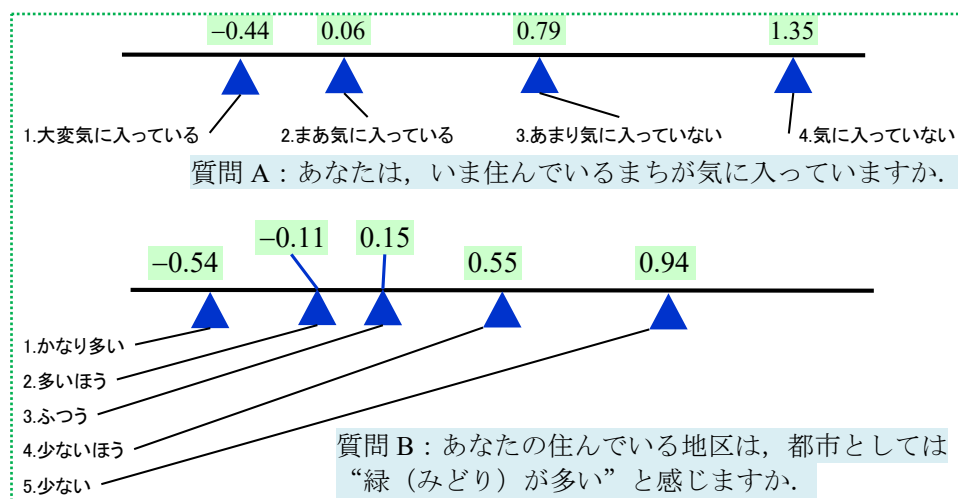 −0.44 0.06 0.79 1.35
1.大変気に入っている 2.まあ気に入っている 3.あまり気に入っていない 4.気に入っていない
質問 A：あなたは，いま住んでいるまちが気に入っていますか．
−0.11 0.15
−0.54 0.55 0.94
1.かなり多い
2.多いほう
3.ふつう
4.少ないほう
5.少ない
質問 B：あなたの住んでいる地区は，都市としては
“緑（みどり）が多い”と感じますか．